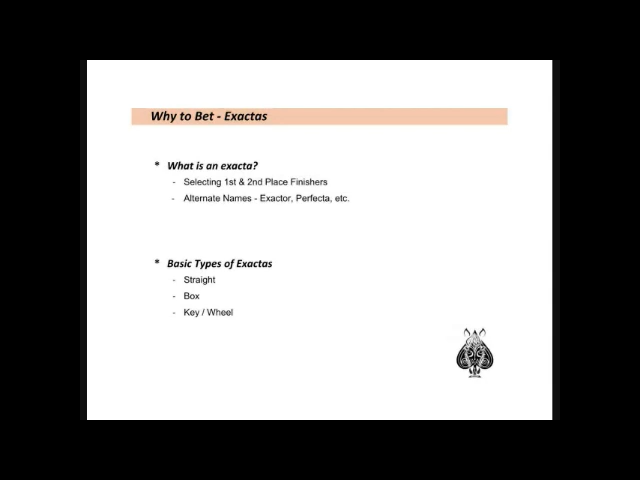 Why to Bet - Exactas
* What is an exacta?
- Selecting 1st & 2nd Place Finishers
- Alternate Names - Exactor, Perfecta, etc.
* Basic Types of Exactas
- Straight
- Box
- Key / Wheel